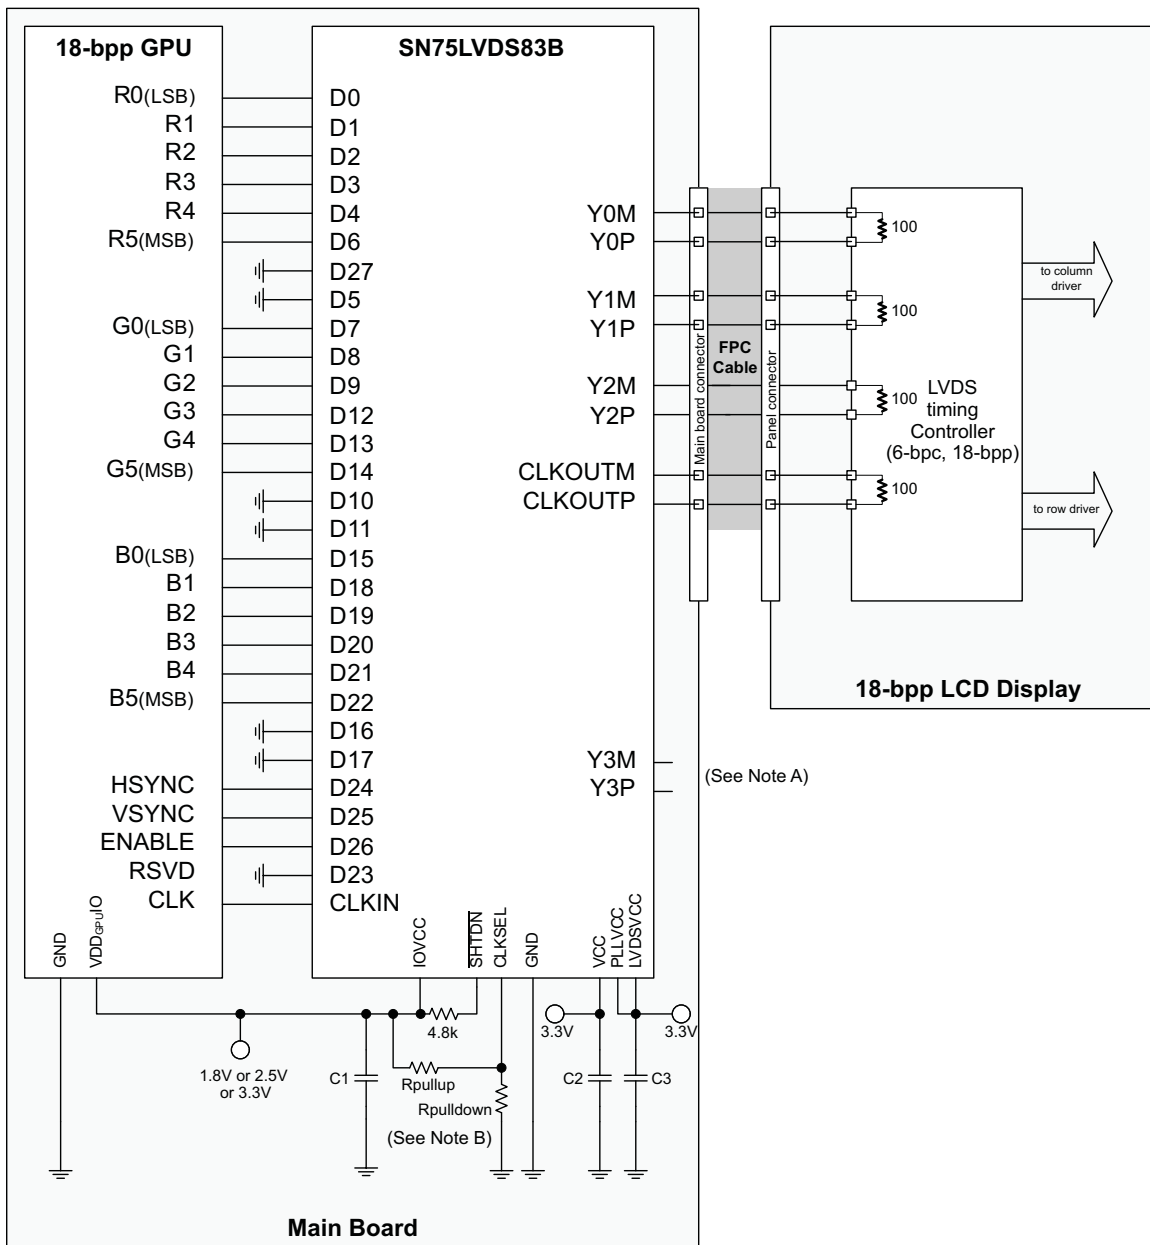 18-bpp GPU
SN75LVDS83B
R0(LSB)
R1
R2
R3
R4
R5(MSB)
G0(LSB)
G1
G2
G3
G4
G5(MSB)
B0(LSB)
B1
B2
B3
B4
B5(MSB)
HSYNC
VSYNC
ENABLE
RSVD
CLK
GND
VDDGPUIO
D0
D1
D2
D3
D4
D6
D27
D5
D7
D8
D9
D12
D13
D14
D10
D11
D15
D18
D19
D20
D21
D22
D16
D17
D24
D25
D26
D23
CLKIN
Y0M
Y0P
Y1M
Y1P
Y2M
Y2P
CLKOUTM
CLKOUTP
Y3M
Y3P
(See Note A)
IOVCC
SHTDN
CLKSEL
GND
VCC
PLLVCC
LVDSVCC
Main board connector
FPC
Cable
Panel connector
100
100
100
100
LVDS
timing
Controller
(6-bpc, 18-bpp)
to column
driver
to row driver
18-bpp LCD Display
1.8V or 2.5V
or 3.3V
C1
4.8k
Rpullup
Rpulldown
(See Note B)
3.3V
3.3V
C2
C3
Main Board